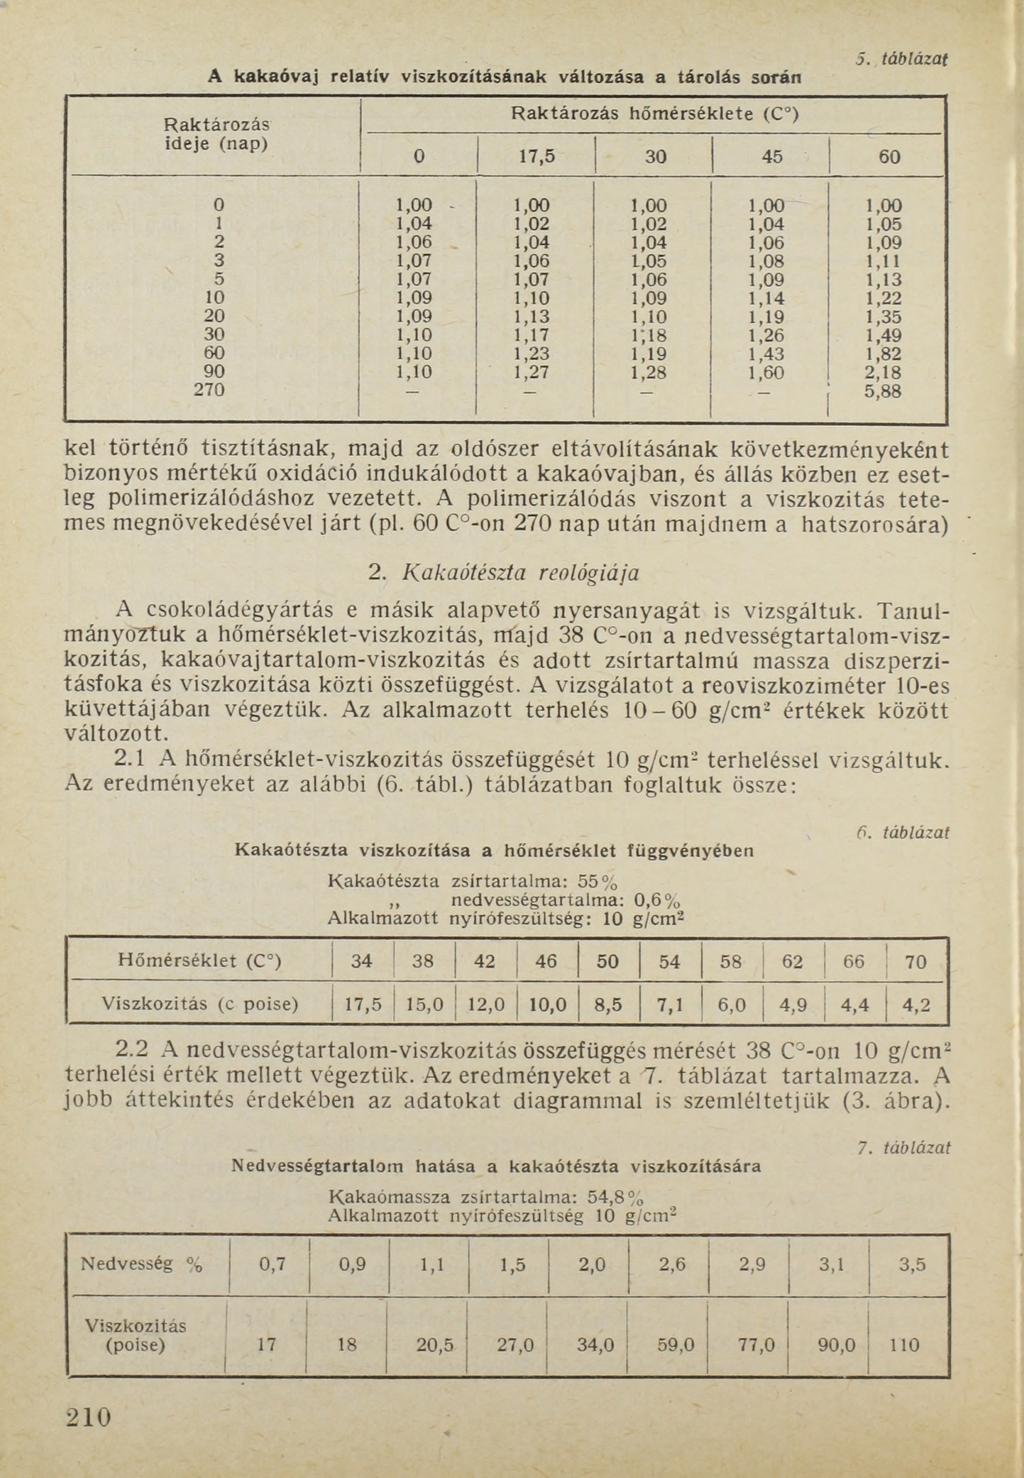 5. táblázat
A kakaóvaj relatív viszkozításának változása a tárolás során
Raktározás ideje (nap) Raktározás hőmérséklete (C°)
0 17,5 30 45 60
0 1,00 1,00 1,00 1,00 1,00
1 1,04 1,02 1,02 1,04 1,05
2 1,06 1,04 1,04 1,06 1,09
3 1,07 1,06 1,05 1,08 1,11
5 1,07 1,07 1,06 1,09 1,13
10 1,09 1,10 1,09 1,14 1,22
20 1,09 1,13 1,10 1,19 1,35
30 1,10 1,17 1;18 1,26 1,49
60 1,10 1,23 1,19 1,43 1,82
90 1,10 1,27 1,28 1,60 2,18
270 — — — — 5,88
kel történő tisztításnak, majd az oldószer eltávolításának következményeként
bizonyos mértékű oxidáció indukálódott a kakaóvajban, és állás közben ez eset-
leg polimerizálódáshoz vezetett. A polimerizálódás viszont a viszkozitás tete-
mes megnövekedésével járt (pl. 60 C°-on 270 nap után majdnem a hatszorosára)
2. Kakaótészta reológiája
A csokoládégyártás e másik alapvető nyersanyagát is vizsgáltuk. Tanul-
mányoztuk a hőmérséklet-viszkozitás, majd 38 C°-on a nedvességtartalom-visz-
kozitás, kakaóvajtartalom-viszkozitás és adott zsírtartalmú massza diszperzi-
tásfoka és viszkozitása közti összefüggést. A vizsgálatot a reoviszkoziméter 10-es
küvettájában végeztük. Az alkalmazott terhelés 10–60 g/cm² értékek között
változott.
2.1 A hőmérséklet-viszkozitás összefüggését 10 g/cm² terheléssel vizsgáltuk.
Az eredményeket az alábbi (6. tábl.) táblázatban foglaltuk össze:
6. táblázat
Kakaótészta viszkozítása a hőmérséklet függvényében
Kakaótészta zsírtartalma: 55%
„ nedvességtartalma: 0,6%
Alkalmazott nyírófeszültség: 10 g/cm²
Hőmérséklet (C°) 34 38 42 46 50 54 58 62 66 70
Viszkozitás (c poise) 17,5 15,0 12,0 10,0 8,5 7,1 6,0 4,9 4,4 4,2
2.2 A nedvességtartalom-viszkozitás összefüggés mérését 38 C°-on 10 g/cm²
terhelési érték mellett végeztük. Az eredményeket a 7. táblázat tartalmazza. A
jobb áttekintés érdekében az adatokat diagrammal is szemléltetjük (3. ábra).
7. táblázat
Nedvességtartalom hatása a kakaótészta viszkozítására
Kakaómassza zsírtartalma: 54,8%
Alkalmazott nyírófeszültség 10 g/cm²
Nedvesség % 0,7 0,9 1,1 1,5 2,0 2,6 2,9 3,1 3,5
Viszkozitás
(poise) 17 18 20,5 27,0 34,0 59,0 77,0 90,0 110
210